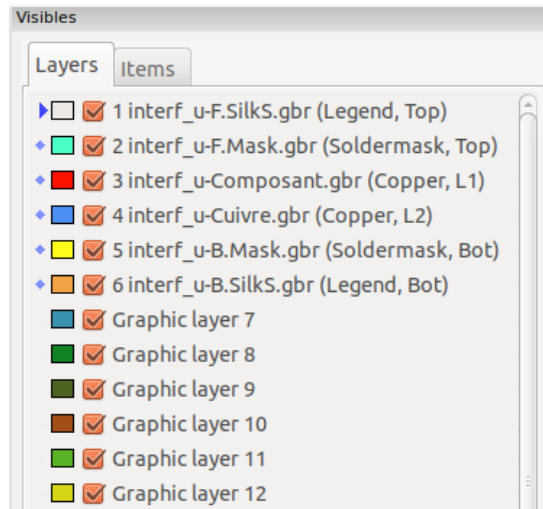 Visibles
Layers Items
1 interf_u-F.SilkS.gbr (Legend, Top)
2 interf_u-F.Mask.gbr (Soldermask, Top)
3 interf_u-Composant.gbr (Copper, L1)
4 interf_u-Cuivre.gbr (Copper, L2)
5 interf_u-B.Mask.gbr (Soldermask, Bot)
6 interf_u-B.SilkS.gbr (Legend, Bot)
Graphic layer 7
Graphic layer 8
Graphic layer 9
Graphic layer 10
Graphic layer 11
Graphic layer 12